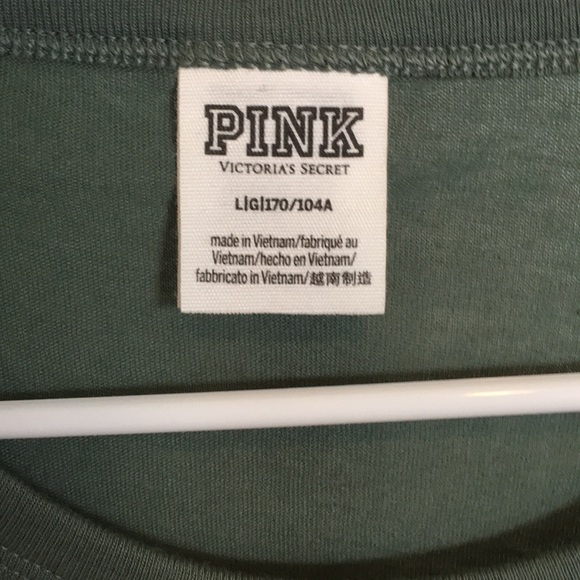 PINK
VICTORIA'S SECRET
L|G|170/104A
made in Vietnam/fabriqué au
Vietnam/hecho en Vietnam/
fabbricato in Vietnam/越南制造